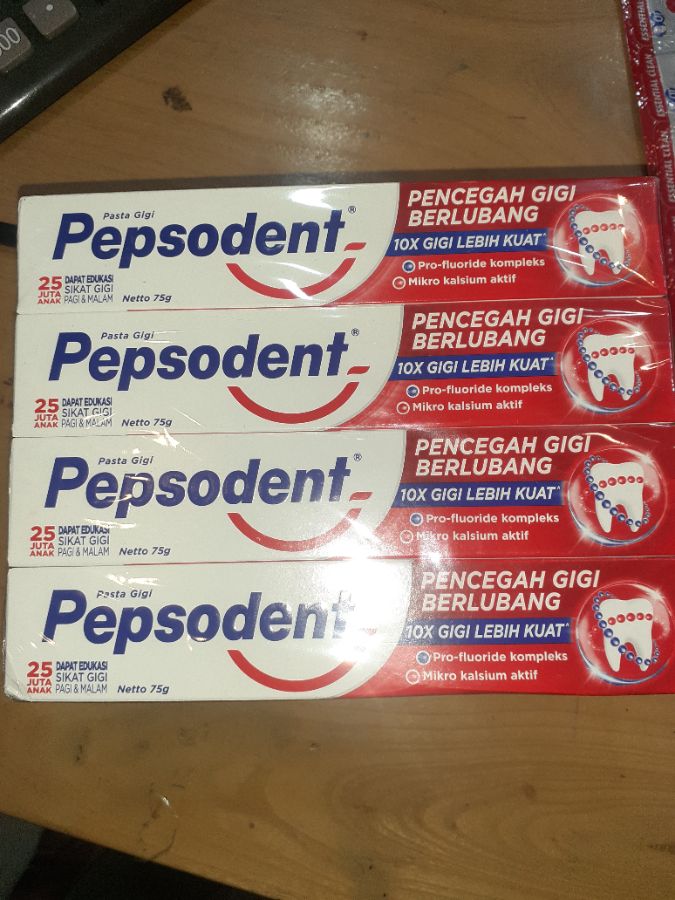 00
ESSENTIAL CLEAN
ESSENTIAL CLEAN
Pasta Gigi
Pepsodent®
25 JUTA ANAK
DAPAT EDUKASI
SIKAT GIGI
PAGI & MALAM
Netto 75g
PENCEGAH GIGI
BERLUBANG
10X GIGI LEBIH KUAT^
Pro-fluoride kompleks
Mikro kalsium aktif
Pasta Gigi
Pepsodent®
25 JUTA ANAK
DAPAT EDUKASI
SIKAT GIGI
PAGI & MALAM
Netto 75g
PENCEGAH GIGI
BERLUBANG
10X GIGI LEBIH KUAT^
Pro-fluoride kompleks
Mikro kalsium aktif
Pasta Gigi
Pepsodent®
25 JUTA ANAK
DAPAT EDUKASI
SIKAT GIGI
PAGI & MALAM
Netto 75g
PENCEGAH GIGI
BERLUBANG
10X GIGI LEBIH KUAT^
Pro-fluoride kompleks
Mikro kalsium aktif
Pasta Gigi
Pepsodent
25 JUTA ANAK
DAPAT EDUKASI
SIKAT GIGI
PAGI & MALAM
Netto 75g
PENCEGAH GIGI
BERLUBANG
10X GIGI LEBIH KUAT^
Pro-fluoride kompleks
Mikro kalsium aktif